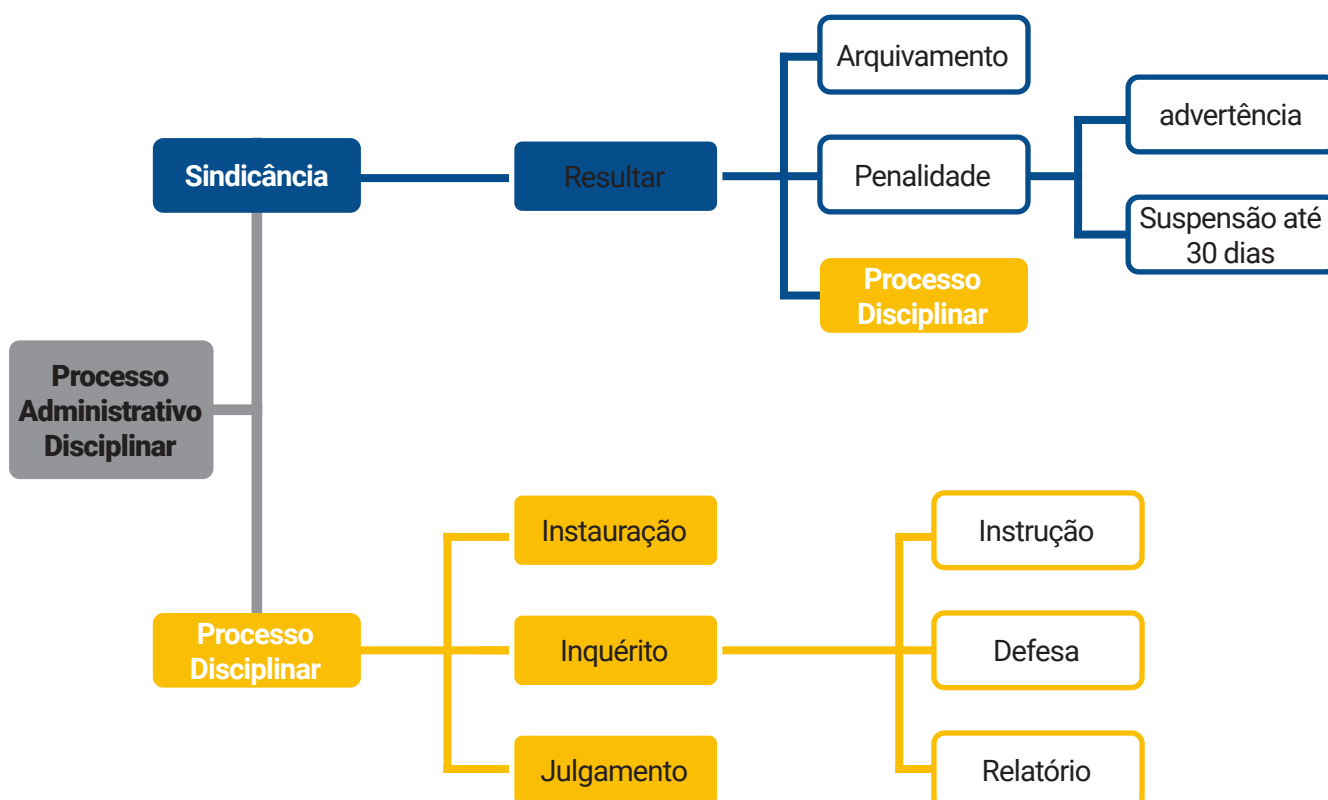 Arquivamento
advertência
Sindicância
Resultar
Penalidade
Suspensão até
30 dias
Processo
Disciplinar
Processo
Administrativo
Disciplinar
Instauração
Instrução
Processo
Disciplinar
Inquérito
Defesa
Julgamento
Relatório